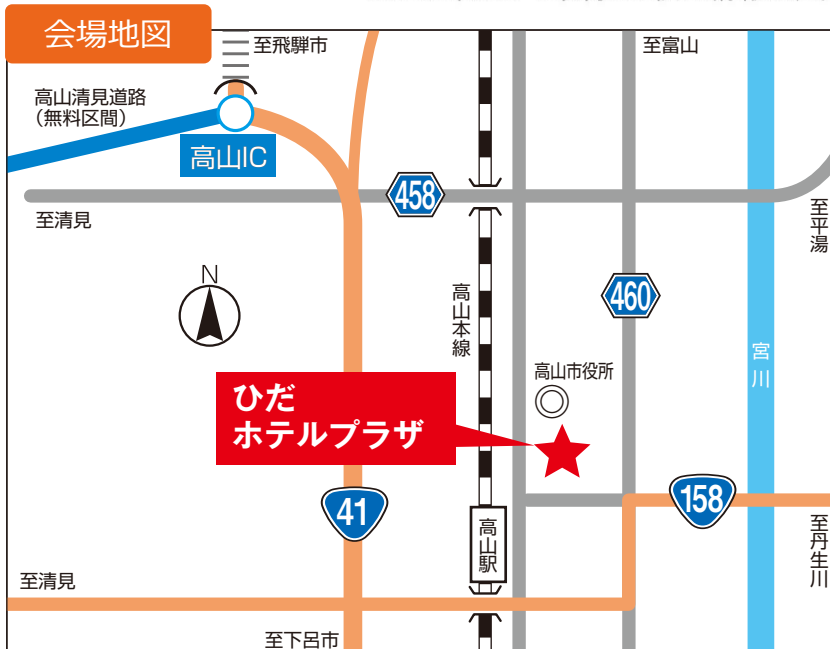 会場地図
至飛騨市
至富山
高山清見道路
（無料区間）
高山IC
458
至清見
至平湯
N
高山本線
460
宮川
高山市役所
ひだ
ホテルプラザ
41
158
高山駅
至丹生川
至清見
至下呂市